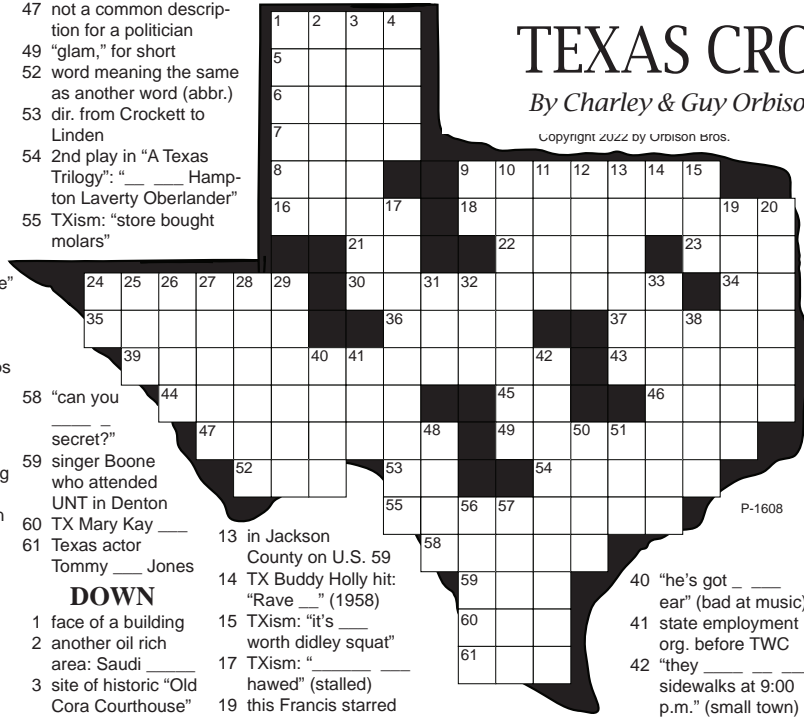 TEXAS CRO
By Charley & Guy Orbiso
Copyright 2022 by Orbison Bros.
47 not a common descrip-
tion for a politician
49 “glam,” for short
52 word meaning the same
as another word (abbr.)
53 dir. from Crockett to
Linden
54 2nd play in “A Texas
Trilogy”: “__ ___ Hamp-
ton Laverty Oberlander”
55 TXism: “store bought
molars”
58 “can you
____ _
secret?”
59 singer Boone
who attended
UNT in Denton
60 TX Mary Kay ___
61 Texas actor
Tommy ___ Jones
DOWN
1 face of a building
2 another oil rich
area: Saudi _____
3 site of historic “Old
Cora Courthouse”
13 in Jackson
County on U.S. 59
14 TX Buddy Holly hit:
“Rave __” (1958)
15 TXism: “it’s ___
worth didley squat”
17 TXism: “______ ___
hawed” (stalled)
19 this Francis starred
40 “he’s got _ ___
ear” (bad at music)
41 state employment
org. before TWC
42 “they ____ __ ___
sidewalks at 9:00
p.m.” (small town)
P-1608
1 2 3 4
5
6
7
8 9 10 11 12 13 14 15
16 17 18 19 20
21 22 23
24 25 26 27 28 29 30 31 32 33 34
35 36 37 38
39 40 41 42 43
44 45 46
47 48 49 50 51
52 53 54
55 56 57
58
59
60
61
e”
os
g
n